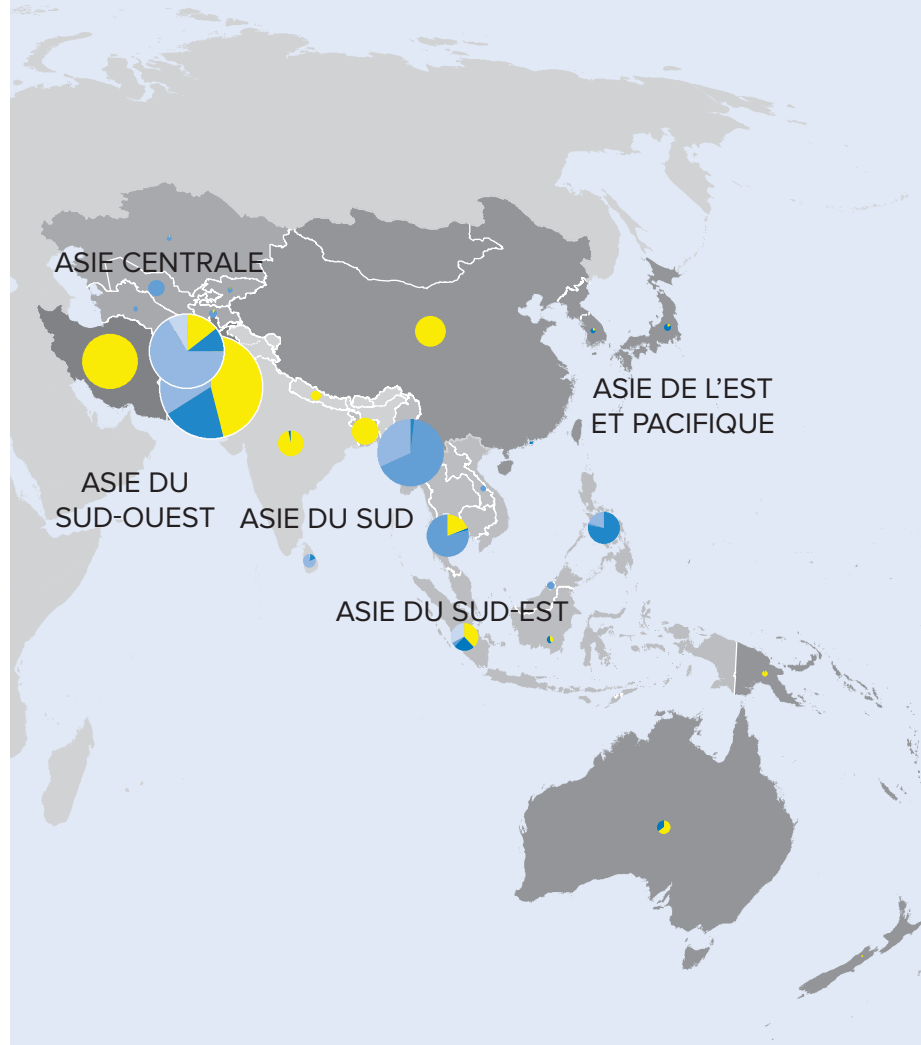 ASIE CENTRALE
ASIE DE L’EST
ET PACIFIQUE
ASIE DU
SUD-OUEST
ASIE DU SUD
ASIE DU SUD-EST